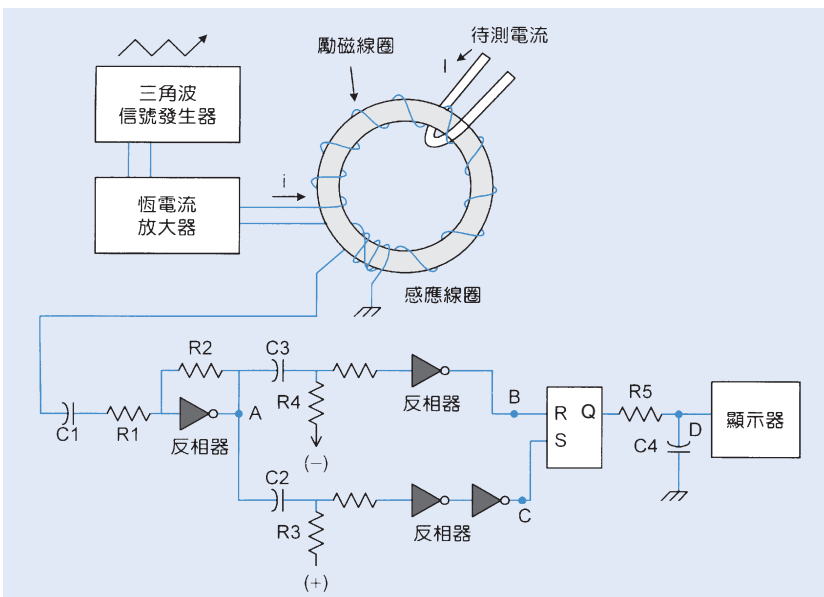 待測電流
勵磁線圈
I
三角波
信號發生器
i
恆電流
放大器
感應線圈
R2
C3
C1
R1
A
反相器
R4
(−)
反相器
B
R Q
S
R5
D
C4
顯示器
C2
R3
(+)
反相器
C